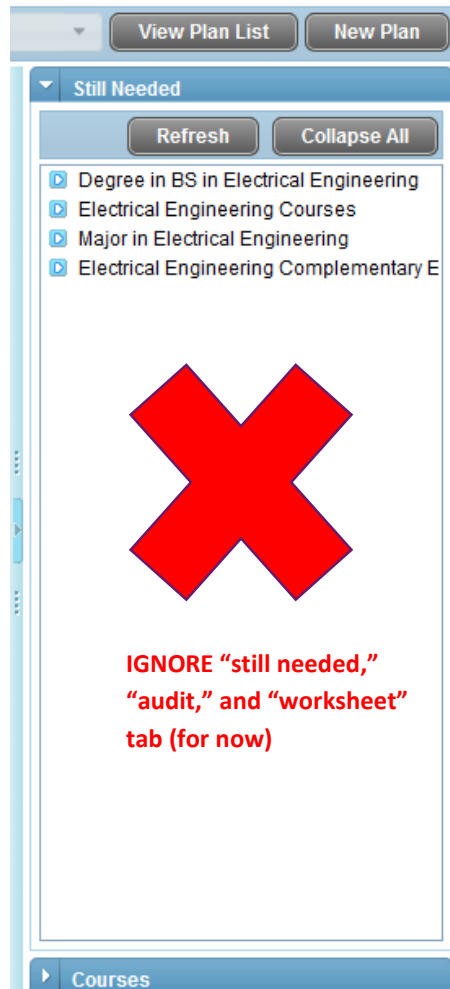 View Plan List New Plan
Still Needed
Refresh Collapse All
Degree in BS in Electrical Engineering
Electrical Engineering Courses
Major in Electrical Engineering
Electrical Engineering Complementary E
IGNORE “still needed,”
“audit,” and “worksheet”
tab (for now)
Courses